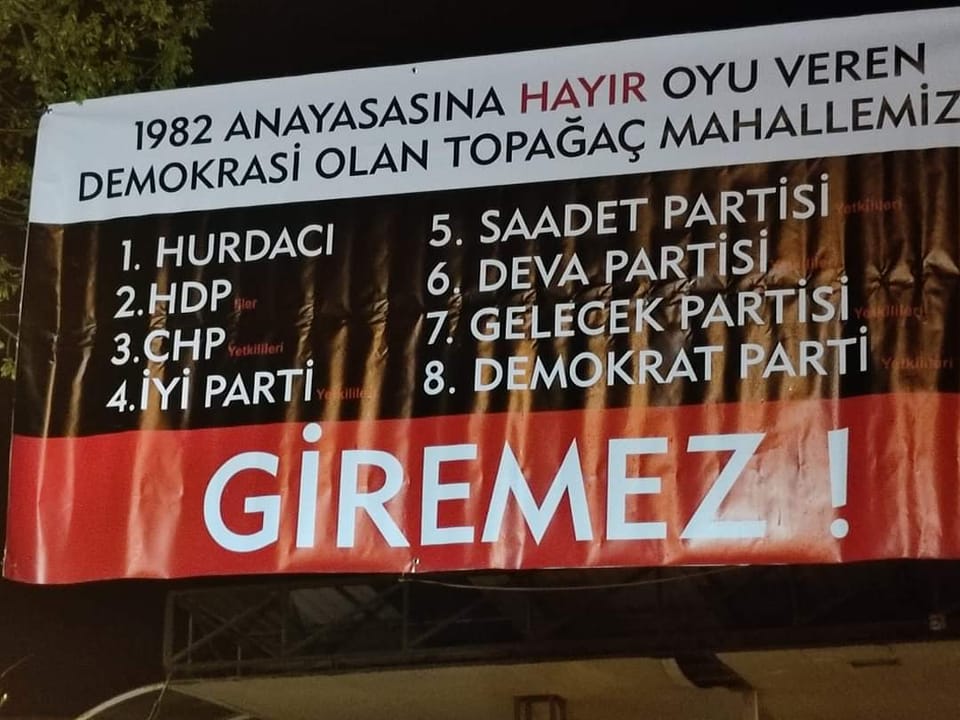 1982 ANAYASASINA HAYIR OYU VEREN
DEMOKRASİ OLAN TOPAĞAÇ MAHALLEMİZ
1. HURDACI
2.HDP liler
3.CHP Yetkilileri
4.İYİ PARTİ Yetkilileri
5. SAADET PARTİSİ Yetkilileri
6. DEVA PARTİSİ
7. GELECEK PARTİSİ Yetkilileri
8. DEMOKRAT PARTİ Yetkilileri
GİREMEZ !